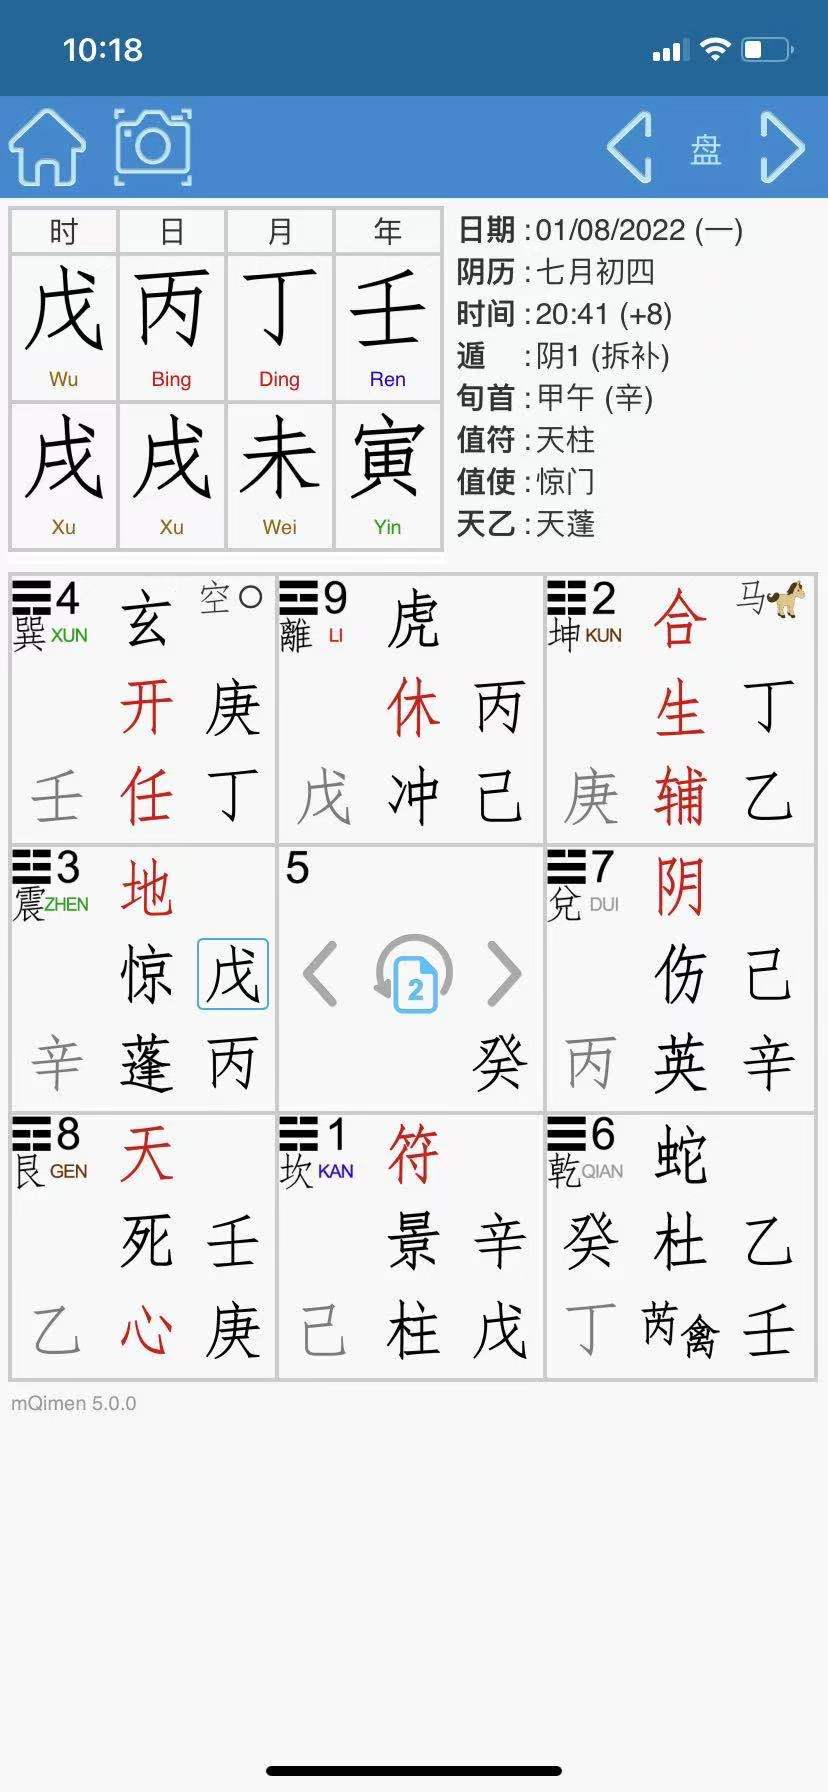 10:18
盘
时 日 月 年
戊 丙 丁 壬
Wu Bing Ding Ren
戌 戌 未 寅
Xu Xu Wei Yin
日期 :01/08/2022 (一)
阴历 :七月初四
时间 :20:41 (+8)
遁 :阴1 (拆补)
旬首 :甲午 (辛)
值符 :天柱
值使 :惊门
天乙 :天蓬
4 玄 空
巽 XUN
开 庚
壬 任 丁
9 虎
離 LI
休 丙
戊 冲 己
2 合 马
坤 KUN
生 丁
庚 辅 乙
3 地
震 ZHEN
惊 戊
辛 蓬 丙
5
2
癸
7 阴
兌 DUI
伤 己
丙 英 辛
8 天
艮 GEN
死 壬
乙 心 庚
1 符
坎 KAN
景 辛
己 柱 戊
6 蛇
乾 QIAN
癸 杜 乙
丁 芮禽 壬
mQimen 5.0.0